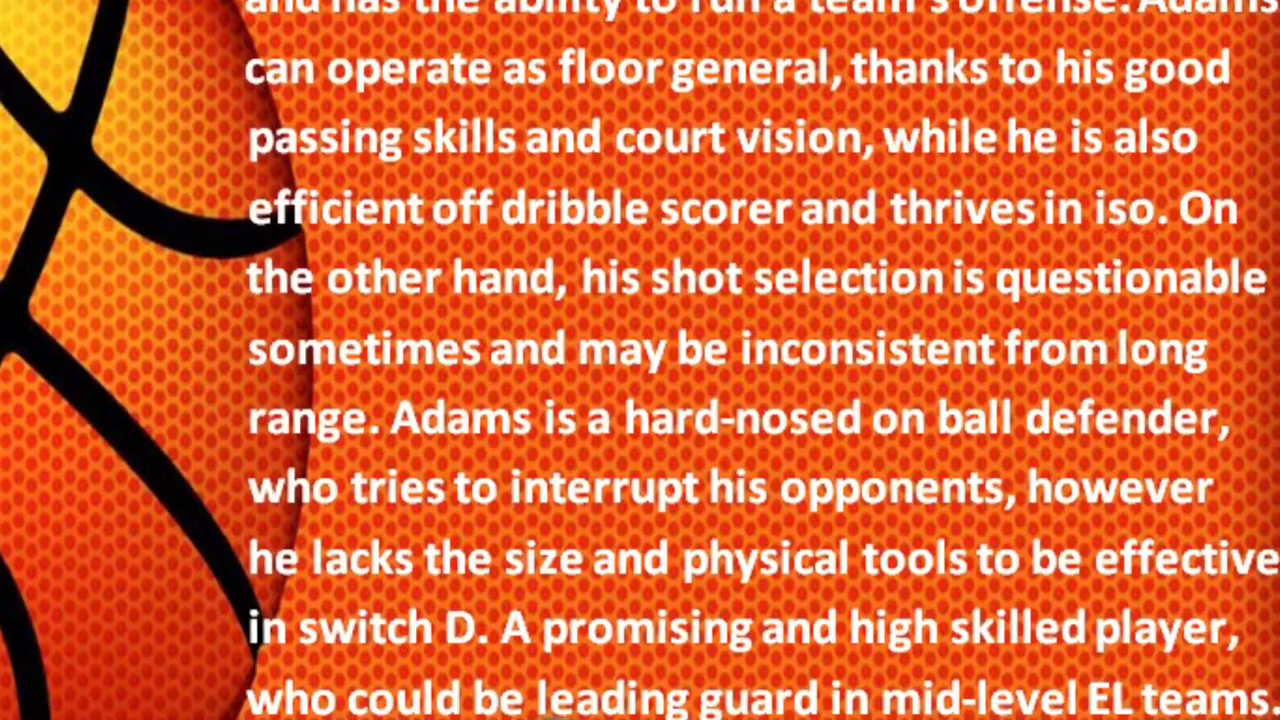 and has the ability to run a team's offense. Adams
can operate as floor general, thanks to his good
passing skills and court vision, while he is also
efficient off dribble scorer and thrives in iso. On
the other hand, his shot selection is questionable
sometimes and may be inconsistent from long
range. Adams is a hard-nosed on ball defender,
who tries to interrupt his opponents, however
he lacks the size and physical tools to be effective
in switch D. A promising and high skilled player,
who could be leading guard in mid-level EL teams.